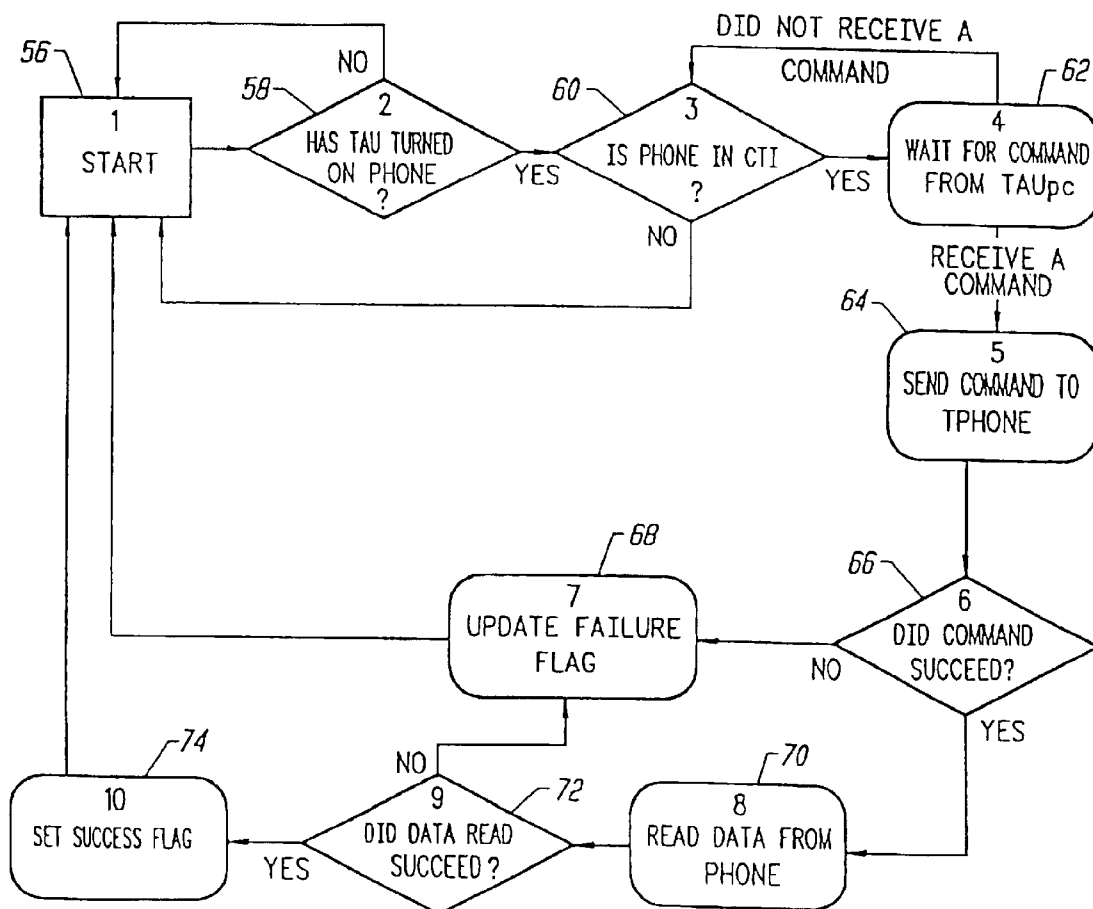 56
1
START
NO
58
2
HAS TAU TURNED
ON PHONE
?
YES
60
3
IS PHONE IN CTI
?
YES
NO
DID NOT RECEIVE A
COMMAND
62
4
WAIT FOR COMMAND
FROM TAUpc
RECEIVE A
COMMAND
64
5
SEND COMMAND TO
TPHONE
66
6
DID COMMAND
SUCCEED?
NO
YES
68
7
UPDATE FAILURE
FLAG
70
8
READ DATA FROM
PHONE
72
9
DID DATA READ
SUCCEED?
NO
YES
74
10
SET SUCCESS FLAG